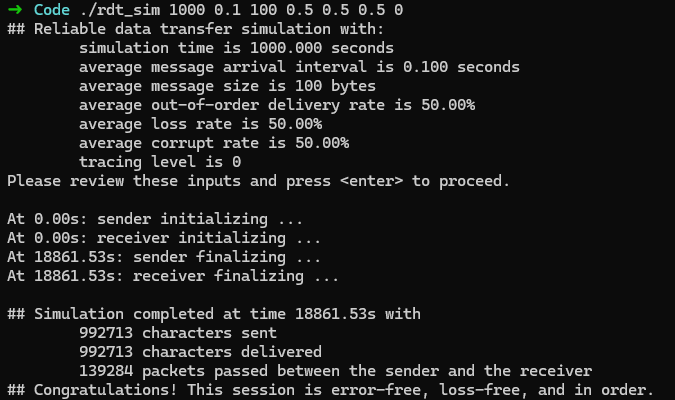 → Code ./rdt_sim 1000 0.1 100 0.5 0.5 0.5 0
## Reliable data transfer simulation with:
simulation time is 1000.000 seconds
average message arrival interval is 0.100 seconds
average message size is 100 bytes
average out-of-order delivery rate is 50.00%
average loss rate is 50.00%
average corrupt rate is 50.00%
tracing level is 0
Please review these inputs and press <enter> to proceed.
At 0.00s: sender initializing ...
At 0.00s: receiver initializing ...
At 18861.53s: sender finalizing ...
At 18861.53s: receiver finalizing ...
## Simulation completed at time 18861.53s with
992713 characters sent
992713 characters delivered
139284 packets passed between the sender and the receiver
## Congratulations! This session is error-free, loss-free, and in order.